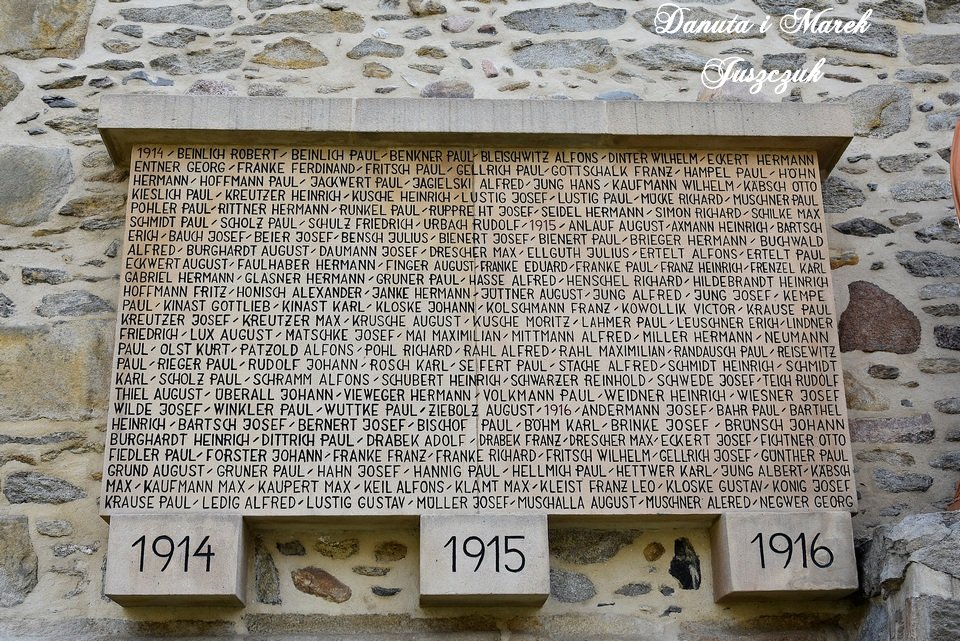 Danuta i Marek
Juszczuk
1914 - BEINLICH ROBERT - BEINLICH PAUL - BENKNER PAUL - BLEISCHWITZ ALFONS - DINTER WILHELM - ECKERT HERMANN
ENTNER GEORG - FRANKE FERDINAND - FRITSCH PAUL - GELLRICH PAUL - GOTTSCHALK FRANZ - HAMPEL PAUL - HÖHN
HERMANN - HOFFMANN PAUL - JACKWERT PAUL - JAGIELSKI ALFRED - JUNG HANS - KAUFMANN WILHELM - KÄBSCH OTTO
KIESLICH PAUL - KREUTZER HEINRICH - KUSCHE HEINRICH - LUSTIG JOSEF - LUSTIG PAUL - MÜCKE RICHARD - MUSCHNER PAUL
POHLER PAUL - RITTNER HERMANN - RUNKEL PAUL - RUPPRE HT JOSEF - SEIDEL HERMANN - SIMON RICHARD - SCHILKE MAX
SCHMIDT PAUL - SCHOLZ PAUL - SCHULZ FRIEDRICH - URBACH RUDOLF - 1915 - ANLAUF AUGUST - AXMANN HEINRICH - BARTSCH
ERICH - BAUCH JOSEF - BEIER JOSEF - BENSCH JULIUS - BIENERT JOSEF - BIENERT PAUL - BRIEGER HERMANN - BUCHWALD
ALFRED - BURGHARDT AUGUST - DAUMANN JOSEF - DRESCHER MAX - ELLGUTH JULIUS - ERTELT ALFONS - ERTELT PAUL
ECKWERT AUGUST - FAULHABER HERMANN - FINGER AUGUST - FRANKE EDUARD - FRANKE PAUL - FRANZ HEINRICH - FRENZEL KARL
GABRIEL HERMANN - GLASNER HERMANN - GRUNER PAUL - HASSE ALFRED - HENSCHEL RICHARD - HILDEBRANDT HEINRICH
HOFFMANN FRITZ - HONISCH ALEXANDER - JANKE HERMANN - JÜTTNER AUGUST - JUNG ALFRED - JUNG JOSEF - KEMPE
PAUL - KINAST GOTTLIEB - KINAST KARL - KLOSKE JOHANN - KOLSCHMANN FRANZ - KOWOLLIK VICTOR - KRAUSE PAUL
KREUTZER JOSEF - KREUTZER MAX - KRUSCHE AUGUST - KUSCHE MORITZ - LAHMER PAUL - LEUSCHNER ERICH - LINDNER
FRIEDRICH - LUX AUGUST - MATSCHKE JOSEF - MAI MAXIMILIAN - MITTMANN ALFRED - MILLER HERMANN - NEUMANN
PAUL - OLST KURT - PATZOLD ALFONS - POHL RICHARD - RAHL ALFRED - RAHL MAXIMILIAN - RANDAUSCH PAUL - REISEWITZ
PAUL - RIEGER PAUL - RUDOLF JOHANN - ROSCH KARL - SEIFERT PAUL - STACHE ALFRED - SCHMIDT HEINRICH - SCHMIDT
KARL - SCHOLZ PAUL - SCHRAMM ALFONS - SCHUBERT HEINRICH - SCHWARZER REINHOLD - SCHWEDE JOSEF - TEICH RUDOLF
THIEL AUGUST - ÜBERALL JOHANN - VIEWEGER HERMANN - VOLKMANN PAUL - WEIDNER HEINRICH - WIESNER JOSEF
WILDE JOSEF - WINKLER PAUL - WUTTKE PAUL - ZIEBOLZ AUGUST - 1916 - ANDERMANN JOSEF - BAHR PAUL - BARTHEL
HEINRICH - BARTSCH JOSEF - BERNERT JOSEF - BISCHOF PAUL - BÖHM KARL - BRINKE JOSEF - BRUNSCH JOHANN
BURGHARDT HEINRICH - DITTRICH PAUL - DRABEK ADOLF - DRABEK FRANZ - DRESCHER MAX - ECKERT JOSEF - FICHTNER OTTO
FIEDLER PAUL - FORSTER JOHANN - FRANKE FRANZ - FRANKE RICHARD - FRITSCH WILHELM - GELLRICH JOSEF - GÜNTHER PAUL
GRUND AUGUST - GRUNER PAUL - HAHN JOSEF - HANNIG PAUL - HELLMICH PAUL - HETTWER KARL - JUNG ALBERT - KÄBSCH
MAX - KAUFMANN MAX - KAUPERT MAX - KEIL ALFONS - KLAMT MAX - KLEIST FRANZ LEO - KLOSKE GUSTAV - KÖNIG JOSEF
KRAUSE PAUL - LEDIG ALFRED - LUSTIG GUSTAV - MÜLLER JOSEF - MUSCHALLA AUGUST - MUSCHNER ALFRED - NEGWER GEORG
1914 1915 1916